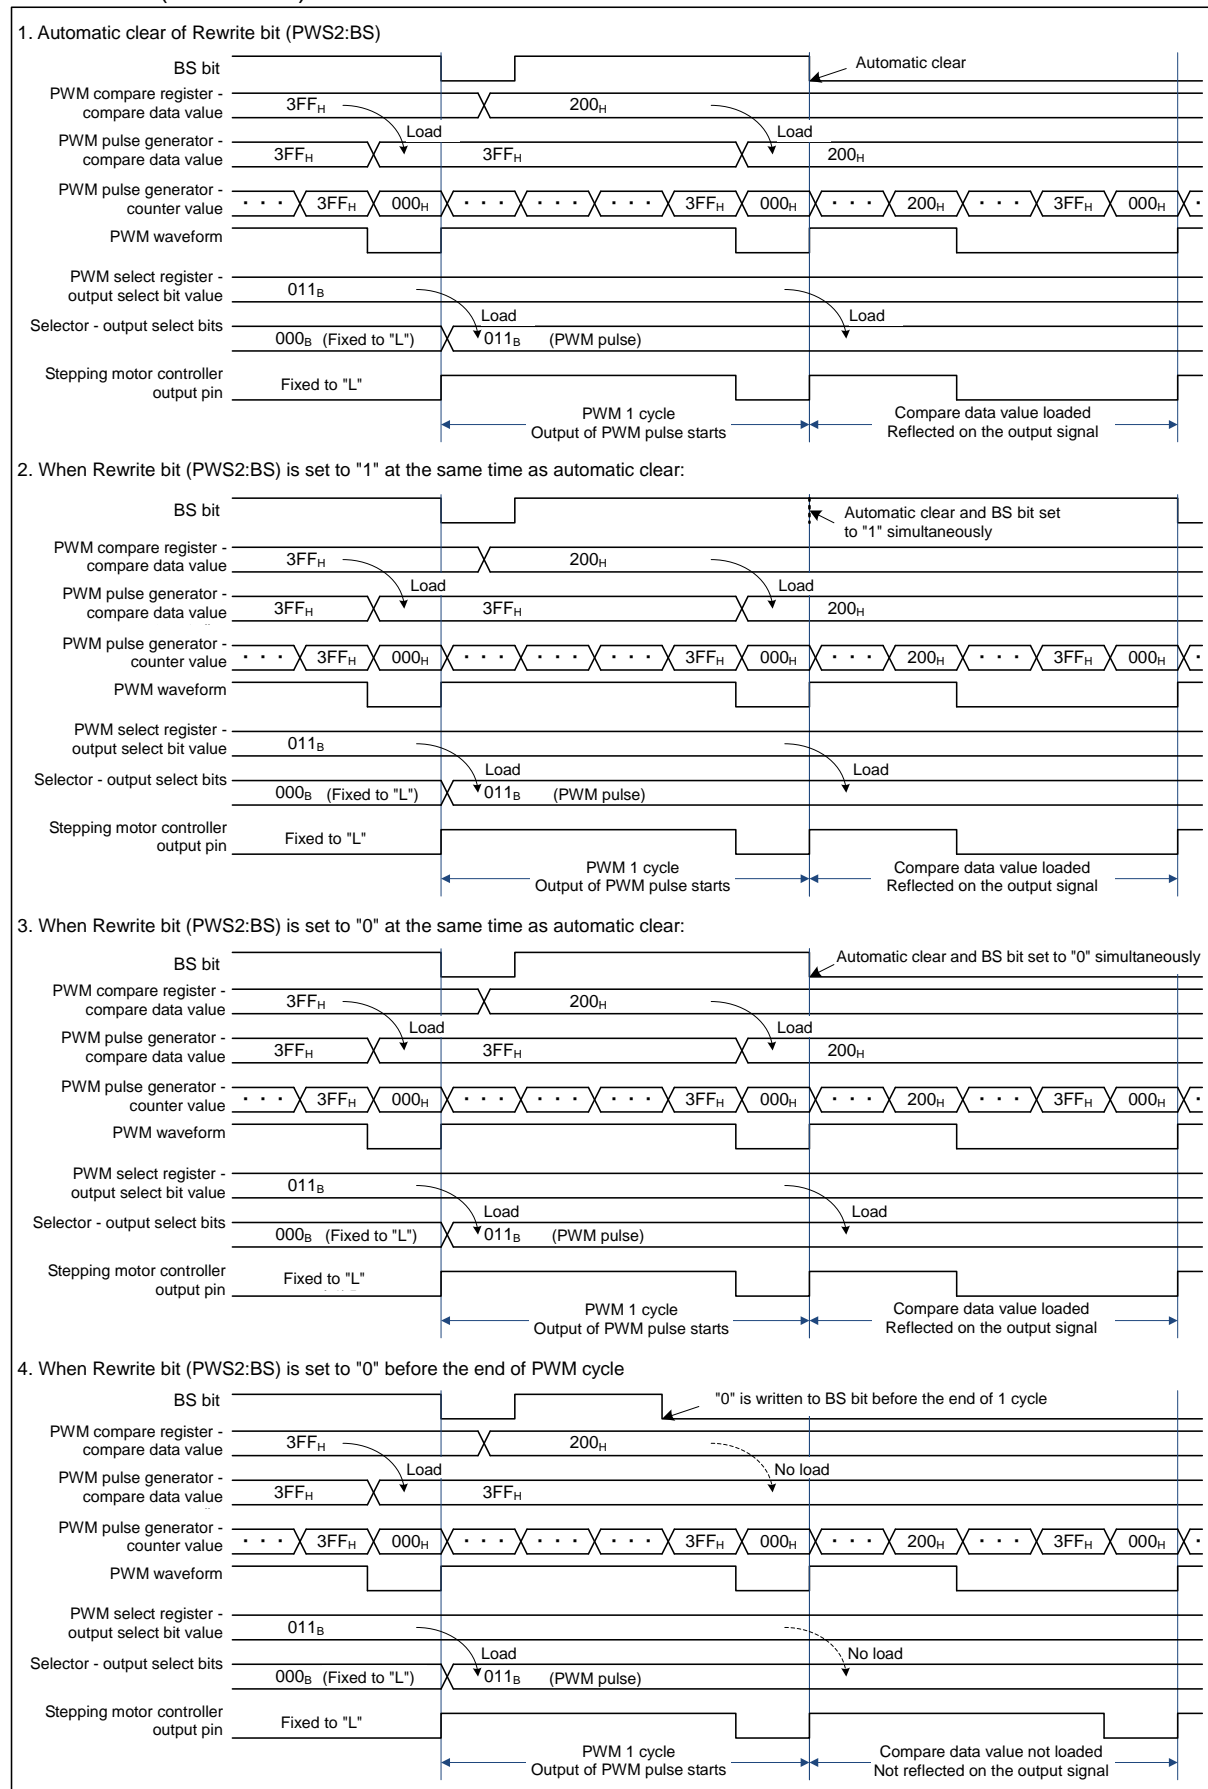 1. Automatic clear of Rewrite bit (PWS2:BS)
BS bit
Automatic clear
PWM compare register -
compare data value
3FFH
200H
Load
Load
PWM pulse generator -
compare data value
3FFH
3FFH
200H
PWM pulse generator -
counter value
· · · 3FFH 000H · · · · · · · · · 3FFH 000H · · · 200H · · · 3FFH 000H ·
PWM waveform
PWM select register -
output select bit value
011B
Load
Load
Selector - output select bits
000B (Fixed to "L")
011B (PWM pulse)
Stepping motor controller
output pin
Fixed to "L"
PWM 1 cycle
Output of PWM pulse starts
Compare data value loaded
Reflected on the output signal
2. When Rewrite bit (PWS2:BS) is set to "1" at the same time as automatic clear:
BS bit
Automatic clear and BS bit set
to "1" simultaneously
PWM compare register -
compare data value
3FFH
200H
Load
Load
PWM pulse generator -
compare data value
3FFH
3FFH
200H
PWM pulse generator -
counter value
· · · 3FFH 000H · · · · · · · · · 3FFH 000H · · · 200H · · · 3FFH 000H ·
PWM waveform
PWM select register -
output select bit value
011B
Load
Load
Selector - output select bits
000B (Fixed to "L")
011B (PWM pulse)
Stepping motor controller
output pin
Fixed to "L"
PWM 1 cycle
Output of PWM pulse starts
Compare data value loaded
Reflected on the output signal
3. When Rewrite bit (PWS2:BS) is set to "0" at the same time as automatic clear:
BS bit
Automatic clear and BS bit set to "0" simultaneously
PWM compare register -
compare data value
3FFH
200H
Load
Load
PWM pulse generator -
compare data value
3FFH
3FFH
200H
PWM pulse generator -
counter value
· · · 3FFH 000H · · · · · · · · · 3FFH 000H · · · 200H · · · 3FFH 000H ·
PWM waveform
PWM select register -
output select bit value
011B
Load
Load
Selector - output select bits
000B (Fixed to "L")
011B (PWM pulse)
Stepping motor controller
output pin
Fixed to "L"
PWM 1 cycle
Output of PWM pulse starts
Compare data value loaded
Reflected on the output signal
4. When Rewrite bit (PWS2:BS) is set to "0" before the end of PWM cycle
BS bit
"0" is written to BS bit before the end of 1 cycle
PWM compare register -
compare data value
3FFH
200H
Load
No load
PWM pulse generator -
compare data value
3FFH
3FFH
PWM pulse generator -
counter value
· · · 3FFH 000H · · · · · · · · · 3FFH 000H · · · 200H · · · 3FFH 000H ·
PWM waveform
PWM select register -
output select bit value
011B
Load
No load
Selector - output select bits
000B (Fixed to "L")
011B (PWM pulse)
Stepping motor controller
output pin
Fixed to "L"
PWM 1 cycle
Output of PWM pulse starts
Compare data value not loaded
Not reflected on the output signal